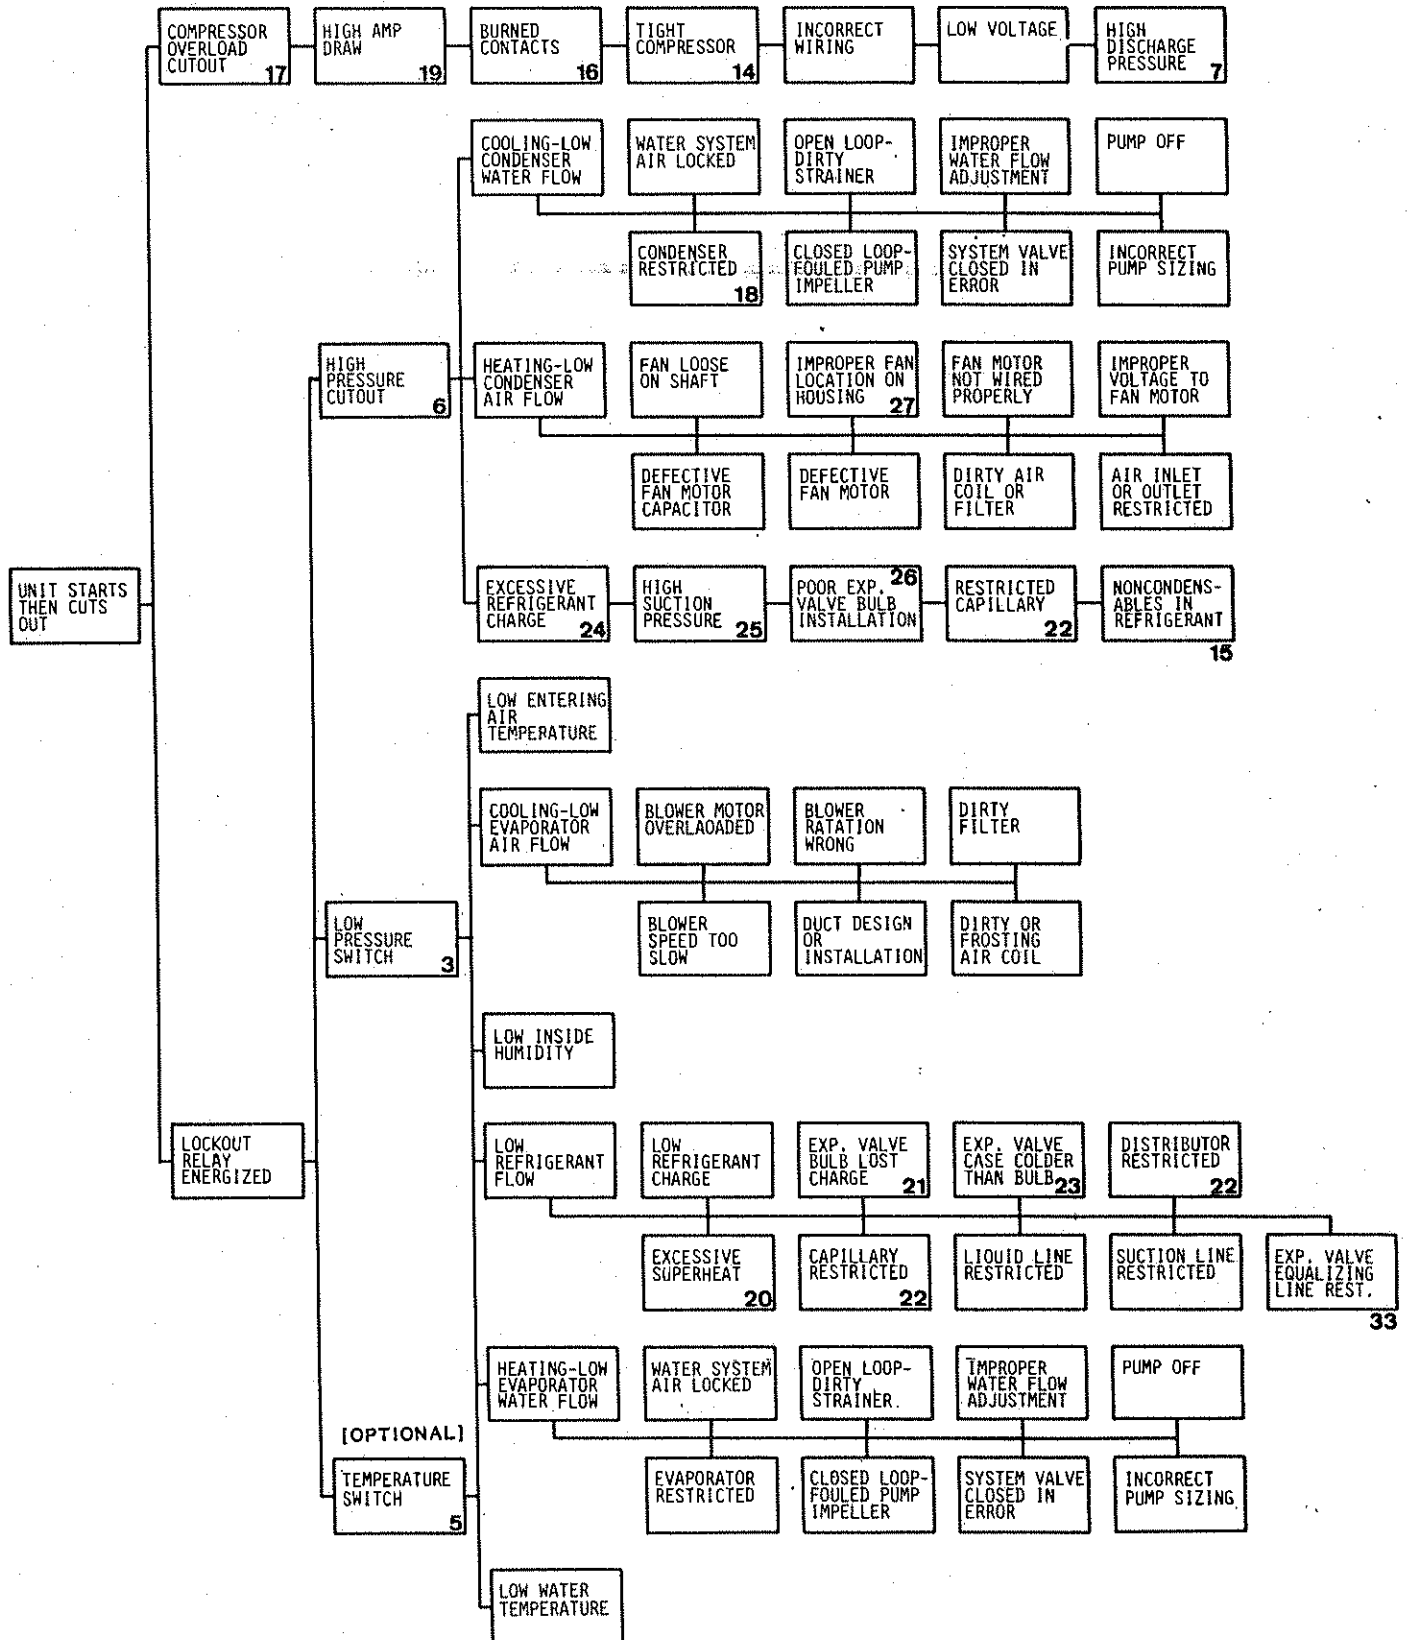 COMPRESSOR
OVERLOAD
CUTOUT
17
HIGH AMP
DRAW
19
BURNED
CONTACTS
16
TIGHT
COMPRESSOR
14
INCORRECT
WIRING
LOW VOLTAGE
HIGH
DISCHARGE
PRESSURE
7
COOLING-LOW
CONDENSER
WATER FLOW
WATER SYSTEM
AIR LOCKED
OPEN LOOP-
DIRTY
STRAINER
IMPROPER
WATER FLOW
ADJUSTMENT
PUMP OFF
CONDENSER
RESTRICTED
18
CLOSED LOOP-
FOULED PUMP
IMPELLER
SYSTEM VALVE
CLOSED IN
ERROR
INCORRECT
PUMP SIZING
HIGH
PRESSURE
CUTOUT
6
HEATING-LOW
CONDENSER
AIR FLOW
FAN LOOSE
ON SHAFT
IMPROPER FAN
LOCATION ON
HOUSING
27
FAN MOTOR
NOT WIRED
PROPERLY
IMPROPER
VOLTAGE TO
FAN MOTOR
DEFECTIVE
FAN MOTOR
CAPACITOR
DEFECTIVE
FAN MOTOR
DIRTY AIR
COIL OR
FILTER
AIR INLET
OR OUTLET
RESTRICTED
UNIT STARTS
THEN CUTS
OUT
EXCESSIVE
REFRIGERANT
CHARGE
24
HIGH
SUCTION
PRESSURE
25
POOR EXP.
VALVE BULB
INSTALLATION
26
RESTRICTED
CAPILLARY
22
NONCONDENS-
ABLES IN
REFRIGERANT
15
LOW ENTERING
AIR
TEMPERATURE
COOLING-LOW
EVAPORATOR
AIR FLOW
BLOWER MOTOR
OVERLAOADED
BLOWER
RATATION
WRONG
DIRTY
FILTER
LOW
PRESSURE
SWITCH
3
BLOWER
SPEED TOO
SLOW
DUCT DESIGN
OR
INSTALLATION
DIRTY OR
FROSTING
AIR COIL
LOW INSIDE
HUMIDITY
LOCKOUT
RELAY
ENERGIZED
LOW
REFRIGERANT
FLOW
LOW
REFRIGERANT
CHARGE
EXP. VALVE
BULB LOST
CHARGE
21
EXP. VALVE
CASE COLDER
THAN BULB
23
DISTRIBUTOR
RESTRICTED
22
EXCESSIVE
SUPERHEAT
20
CAPILLARY
RESTRICTED
22
LIQUID LINE
RESTRICTED
SUCTION LINE
RESTRICTED
EXP. VALVE
EQUALIZING
LINE REST.
33
HEATING-LOW
EVAPORATOR
WATER FLOW
WATER SYSTEM
AIR LOCKED
OPEN LOOP-
DIRTY
STRAINER.
IMPROPER
WATER FLOW
ADJUSTMENT
PUMP OFF
[OPTIONAL]
TEMPERATURE
SWITCH
5
EVAPORATOR
RESTRICTED
CLOSED LOOP-
FOULED PUMP
IMPELLER
SYSTEM VALVE
CLOSED IN
ERROR
INCORRECT
PUMP SIZING
LOW WATER
TEMPERATURE